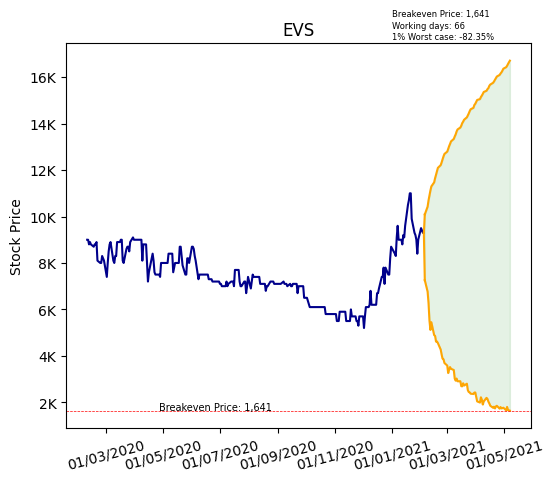 Breakeven Price: 1,641
Working days: 66
1% Worst case: -82.35%
EVS
Stock Price
16K
14K
12K
10K
8K
6K
4K
2K
Breakeven Price: 1,641
01/03/2020
01/05/2020
01/07/2020
01/09/2020
01/11/2020
01/01/2021
01/03/2021
01/05/2021